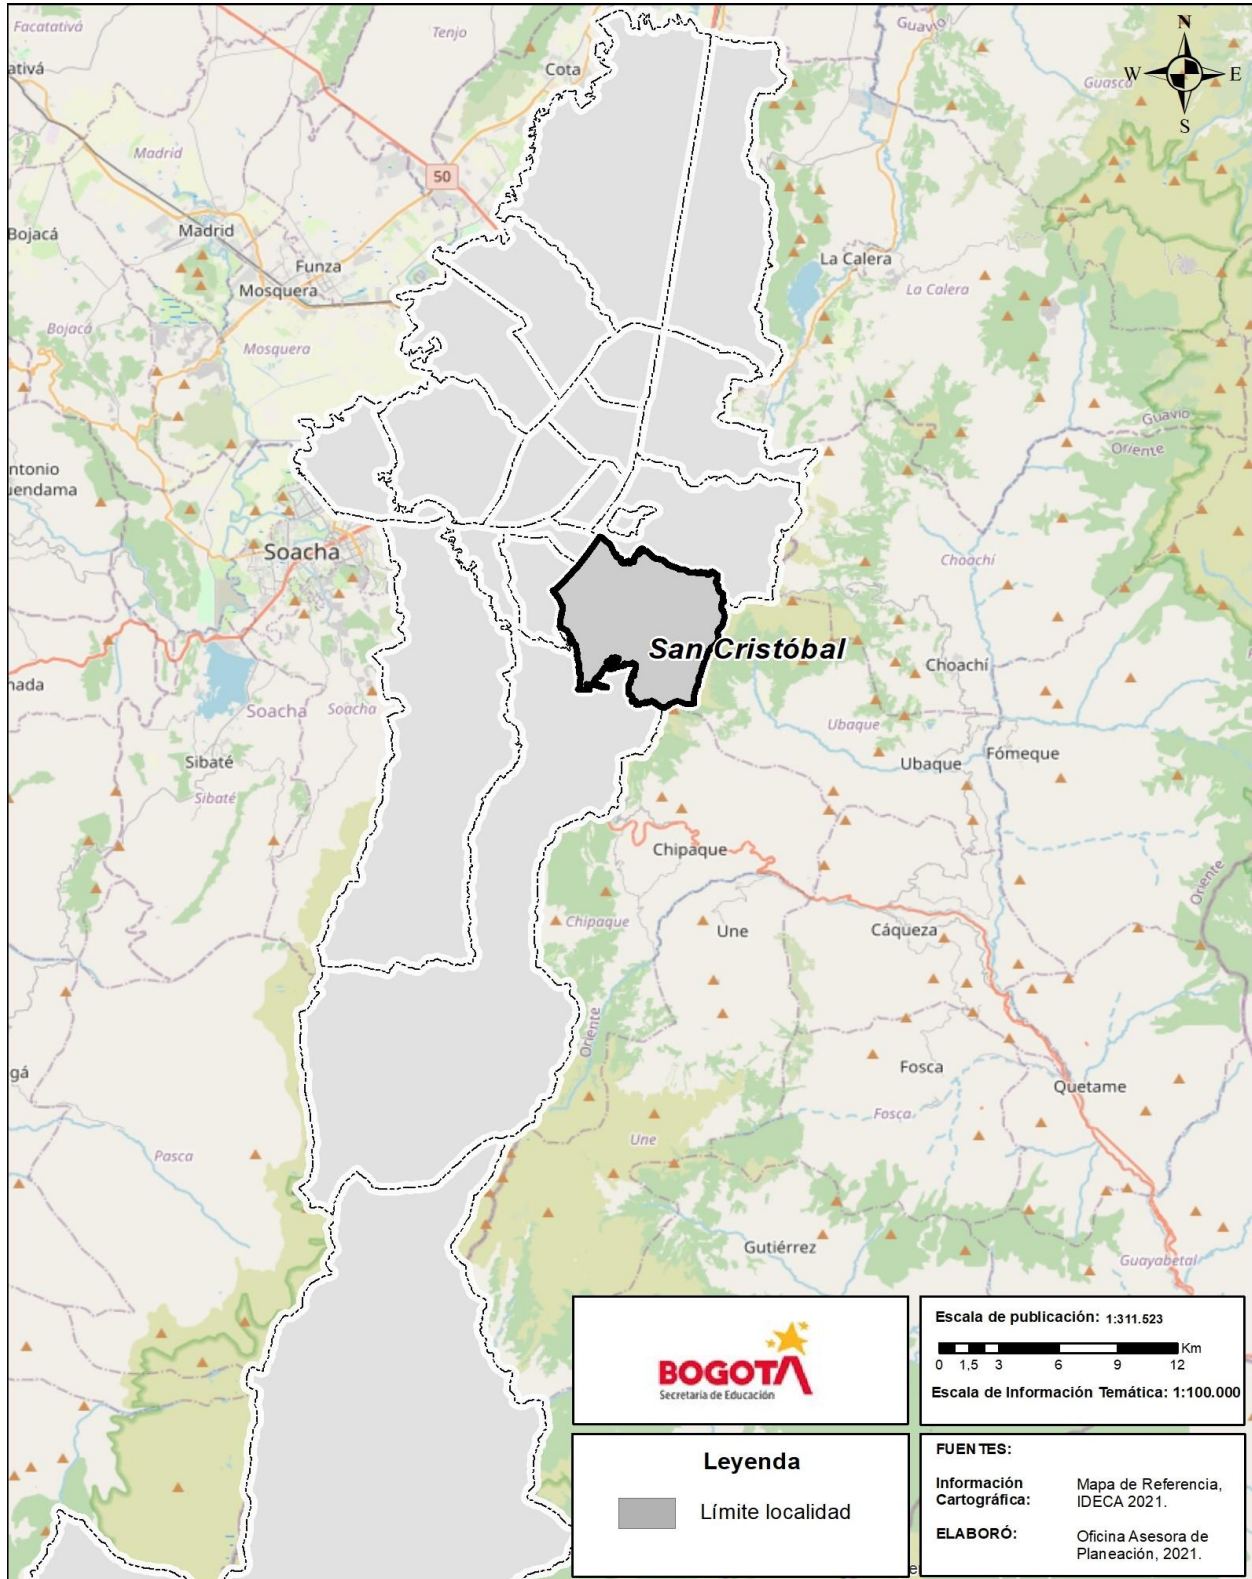 Facatativá
Tenjo
Guavio
N
ativá
Cota
W
E
Guasca
S
Madrid
50
Bojacá
Madrid
Funza
La Calera
Mosquera
La Calera
Bojacá
Mosquera
Guavio
Oriente
ntonio
uendama
Soacha
Choachí
San Cristóbal
Choachí
nada
Soacha
Soacha
Ubaque
Fómeque
Sibaté
Ubaque
Sibaté
Chipaque
Oriente
Chipaque
Une
Cáqueza
Oriente
gá
Fosca
Quetame
Fosca
Une
Pasca
Gutiérrez
Guayabetal
BOGOTÁ
Secretaría de Educación
Escala de publicación: 1:311.523
Km
0 1,5 3 6 9 12
Escala de Información Temática: 1:100.000
Leyenda
Límite localidad
FUENTES:
Información Cartográfica:
Mapa de Referencia,
IDECA 2021.
ELABORÓ:
Oficina Asesora de
Planeación, 2021.